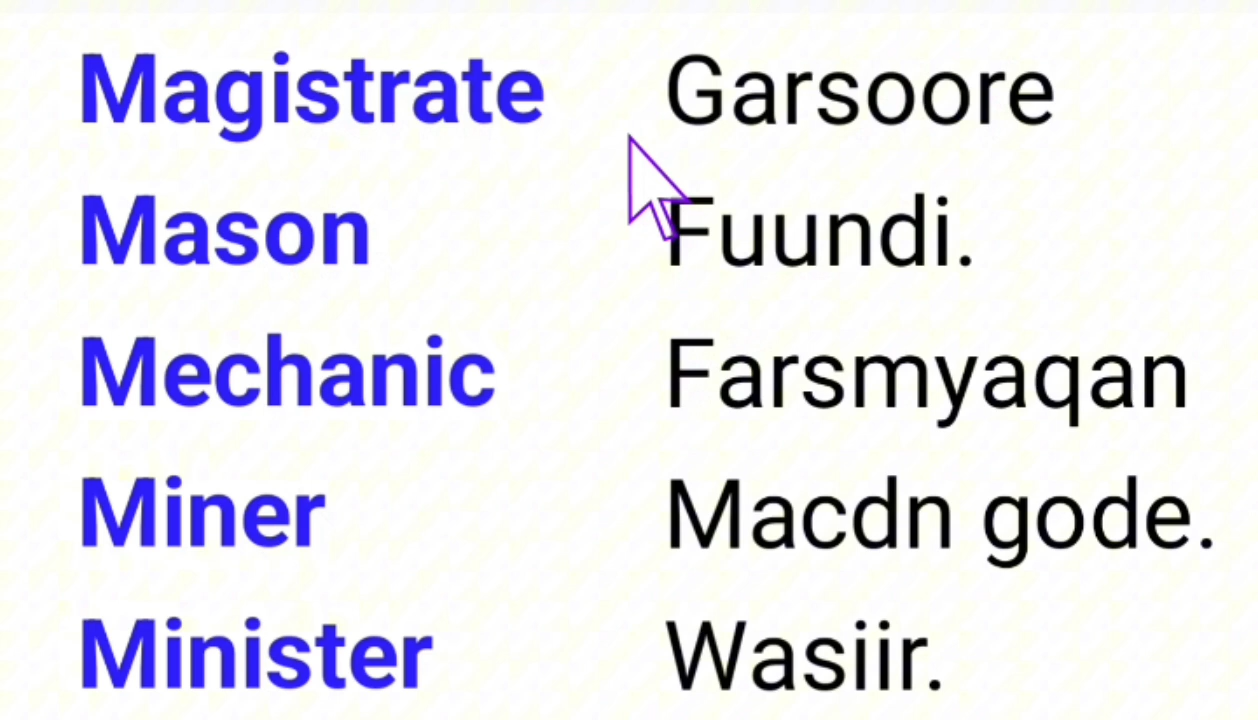 Magistrate Garsoore
Mason Fuundi.
Mechanic Farsmyaqan
Miner Macdn gode.
Minister Wasiir.